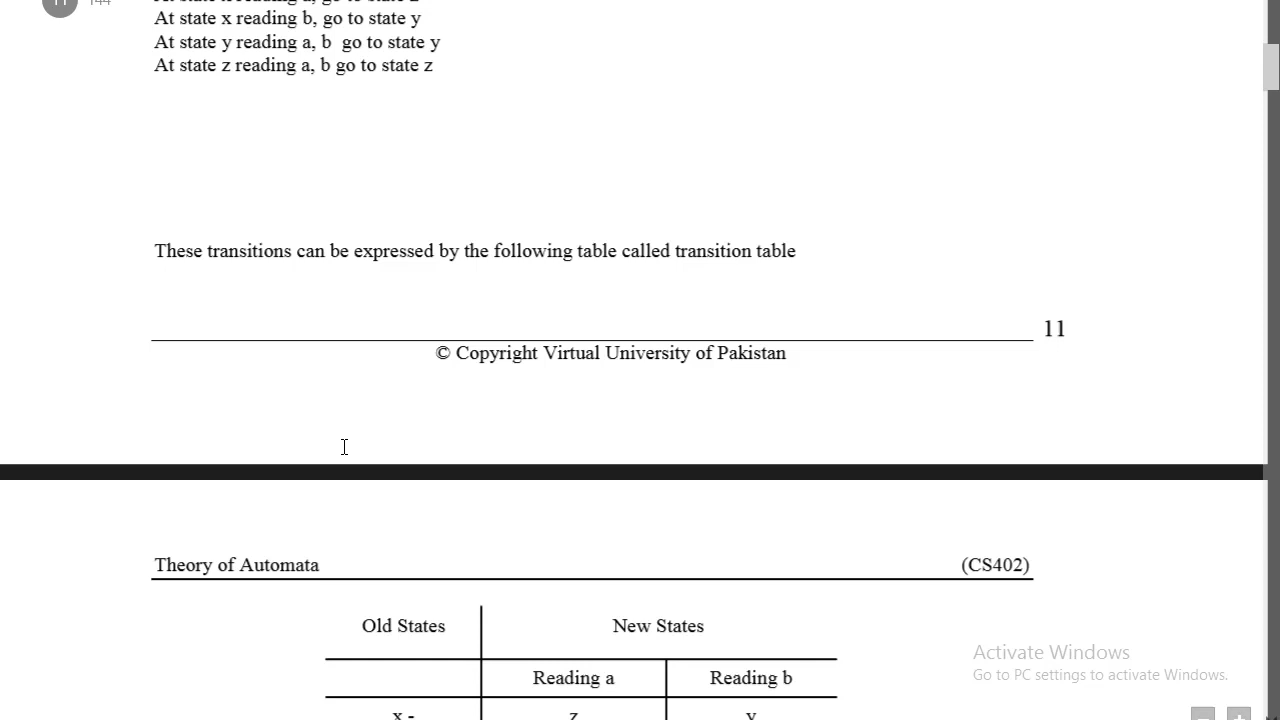 11 144
At state x reading b, go to state y
At state y reading a, b go to state y
At state z reading a, b go to state z
These transitions can be expressed by the following table called transition table
11
© Copyright Virtual University of Pakistan
Theory of Automata (CS402)
Old States New States
Reading a Reading b
x - z y
Activate Windows
Go to PC settings to activate Windows.